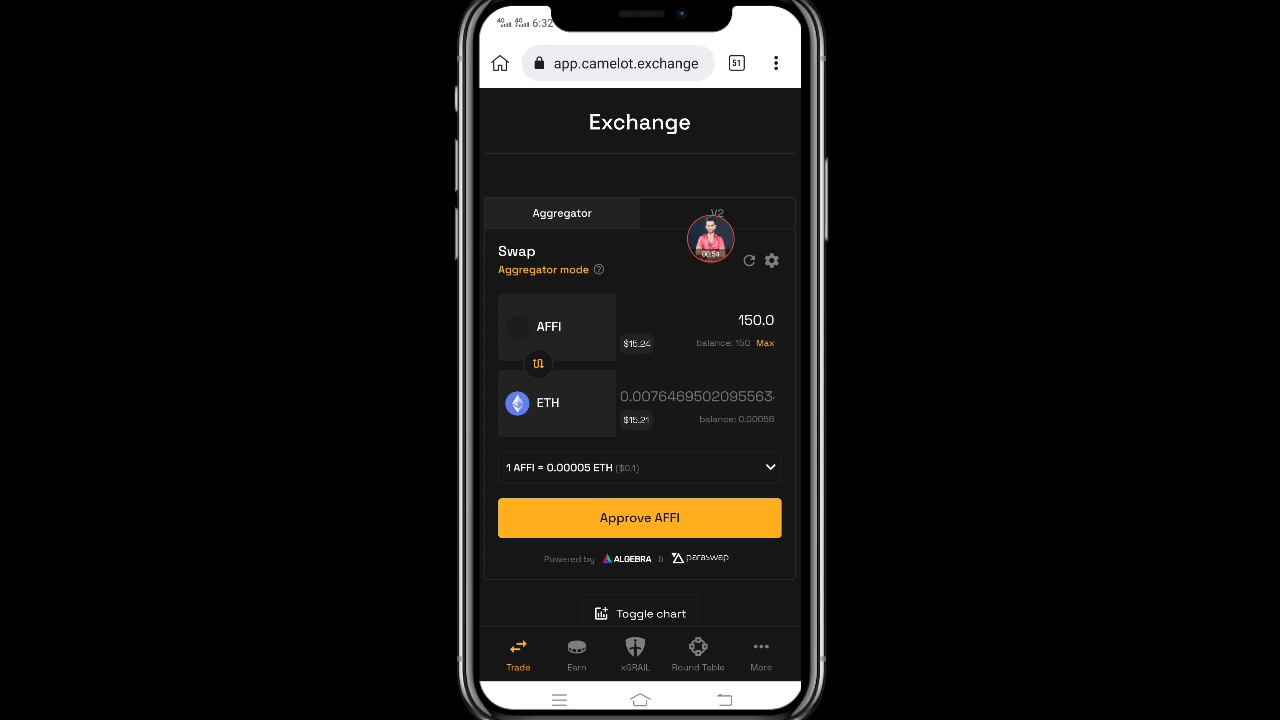 4G 4G 6:32
app.camelot.exchange 51
Exchange
Aggregator V2
00:54
Swap
Aggregator mode ?
AFFI 150.0
$15.24 balance: 150 Max
ETH 0.0076469502095563
$15.21 balance: 0.00058
1 AFFI = 0.00005 ETH ($0.1)
Approve AFFI
Powered by ALGEBRA & paraswap
Toggle chart
Trade Earn xGRAIL Round Table More